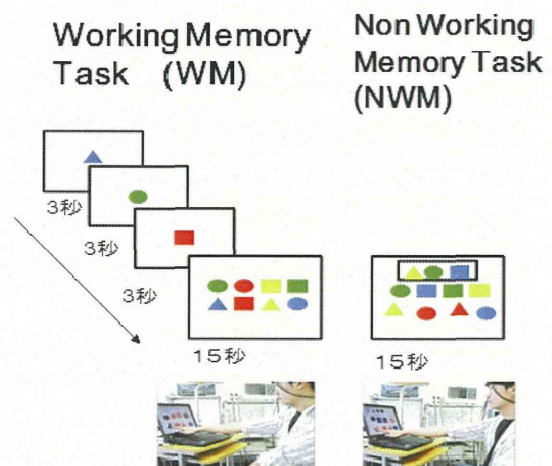 Working Memory
Task (WM)
Non Working
Memory Task
(NWM)
3秒
3秒
3秒
15秒
15秒